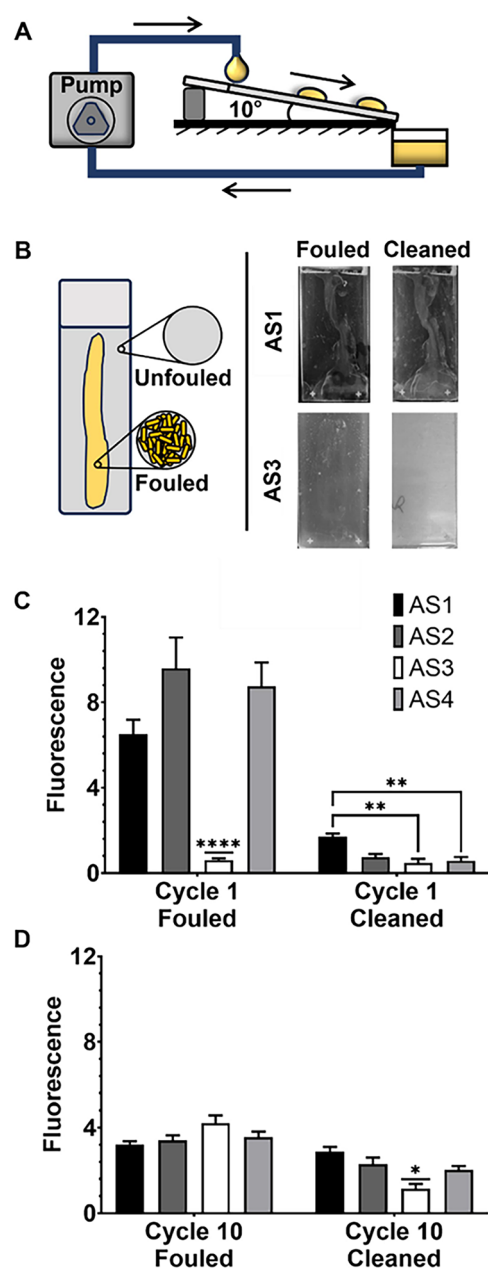 A
Pump
10°
B
Fouled Cleaned
AS1
Unfouled
Fouled
AS3
C
AS1
AS2
AS3
AS4
12
8
4
0
Fluorescence
****
**
**
Cycle 1
Fouled
Cycle 1
Cleaned
D
12
8
4
0
Fluorescence
*
Cycle 10
Fouled
Cycle 10
Cleaned